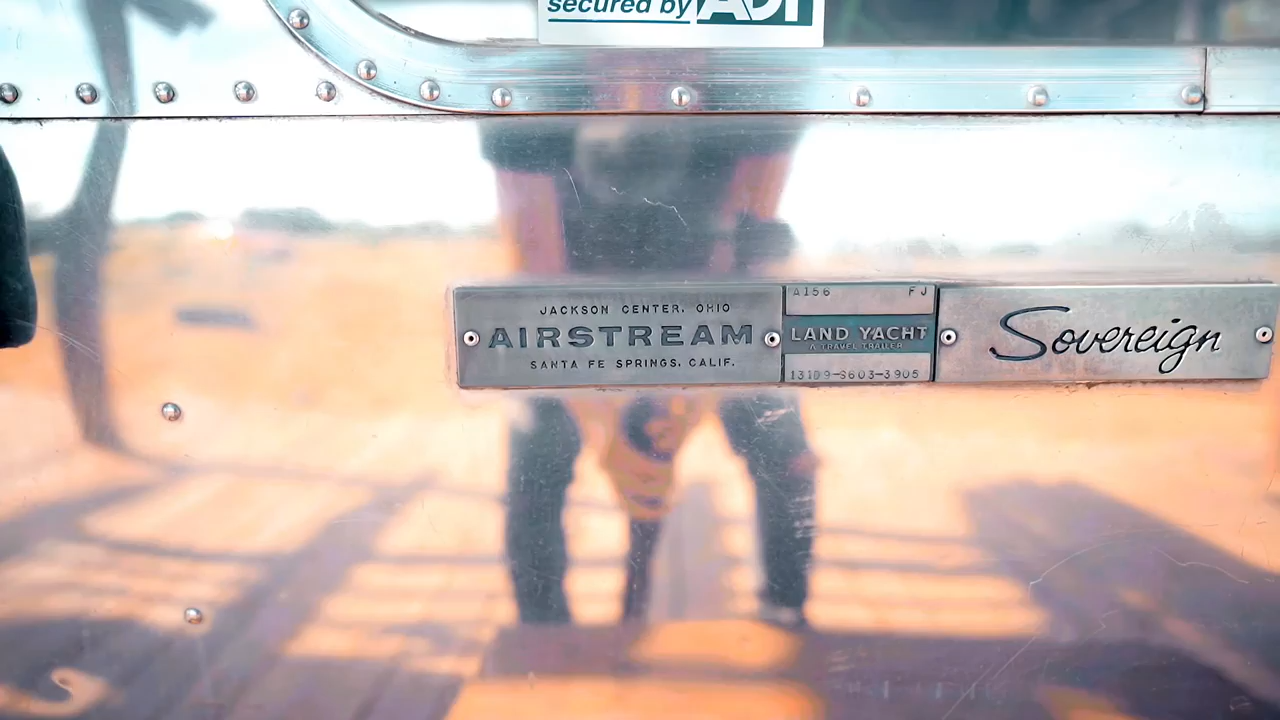 secured by ADT
JACKSON CENTER, OHIO
AIRSTREAM
SANTA FE SPRINGS, CALIF.
A156 FJ
LAND YACHT
A TRAVEL TRAILER
131D9-S603-3905
Sovereign